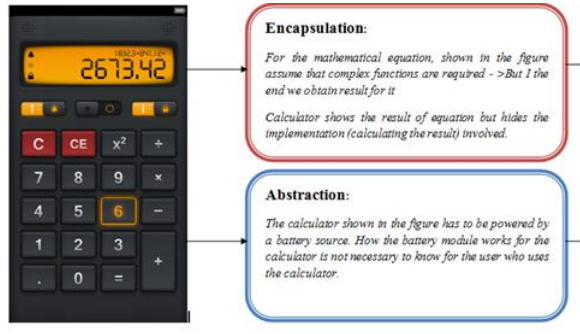 1832.3+841.12=
2673.42
C CE x² ÷
7 8 9 ×
4 5 6 −
1 2 3 +
. 0 =
Encapsulation:
For the mathematical equation, shown in the figure
assume that complex functions are required - >But I the
end we obtain result for it
Calculator shows the result of equation but hides the
implementation (calculating the result) involved.
Abstraction:
The calculator shown in the figure has to be powered by
a battery source. How the battery module works for the
calculator is not necessary to know for the user who uses
the calculator.